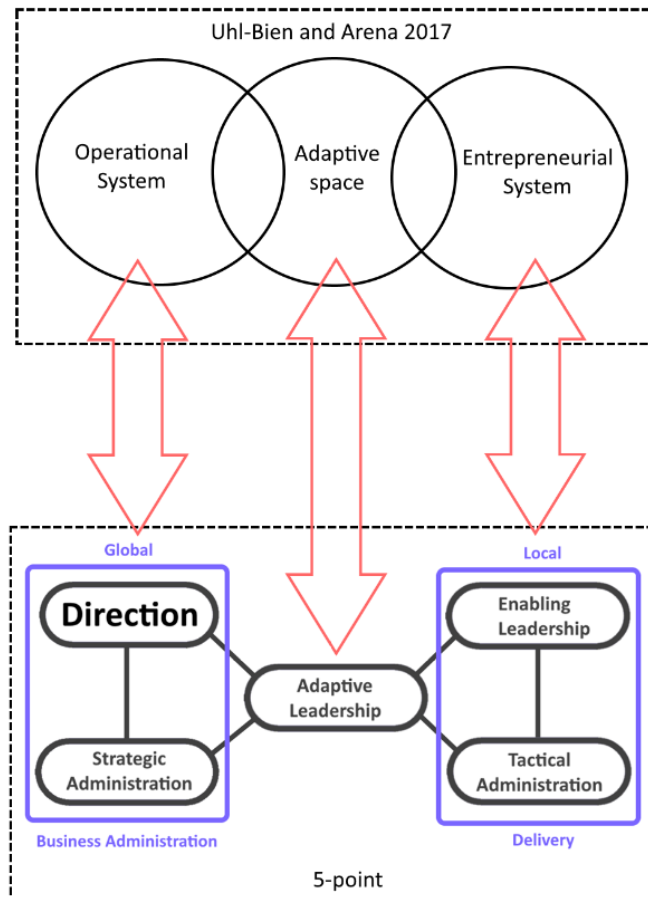 Uhl-Bien and Arena 2017
Operational
System
Adaptive
space
Entrepreneurial
System
Global
Local
Direction
Enabling
Leadership
Adaptive
Leadership
Strategic
Administration
Tactical
Administration
Business Administration
Delivery
5-point